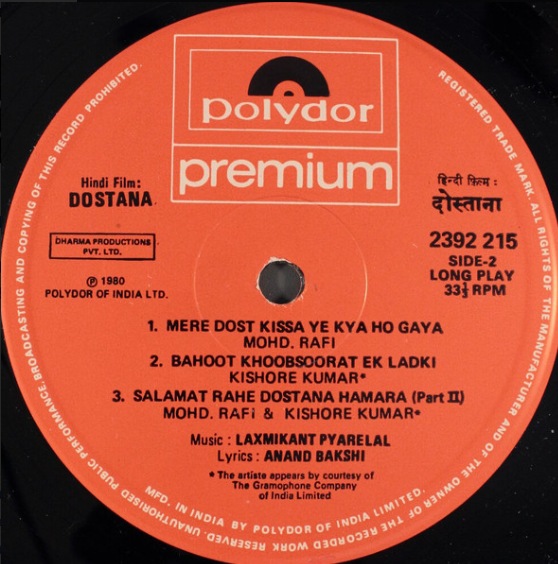 polydor
premium
Hindi Film:
DOSTANA
हिन्दी फ़िल्म :
दोस्ताना
DHARMA PRODUCTIONS
PVT. LTD.
2392 215
SIDE-2
LONG PLAY
33⅓ RPM
Ⓟ 1980
POLYDOR OF INDIA LTD.
1. MERE DOST KISSA YE KYA HO GAYA
MOHD. RAFI
2. BAHOOT KHOOBSOORAT EK LADKI
KISHORE KUMAR*
3. SALAMAT RAHE DOSTANA HAMARA (Part II)
MOHD. RAFi & KISHORE KUMAR*
Music : LAXMIKANT PYARELAL
Lyrics : ANAND BAKSHI
* The artiste appears by courtesy of
The Gramophone Company
of India Limited
MFD. IN INDIA BY POLYDOR OF INDIA LIMITED.
REGISTERED TRADE MARK. ALL RIGHTS OF THE MANUFACTURER AND OF THE OWNER OF THE RECORDED WORK RESERVED. UNAUTHORISED PUBLIC PERFORMANCE, BROADCASTING AND COPYING OF THIS RECORD PROHIBITED.